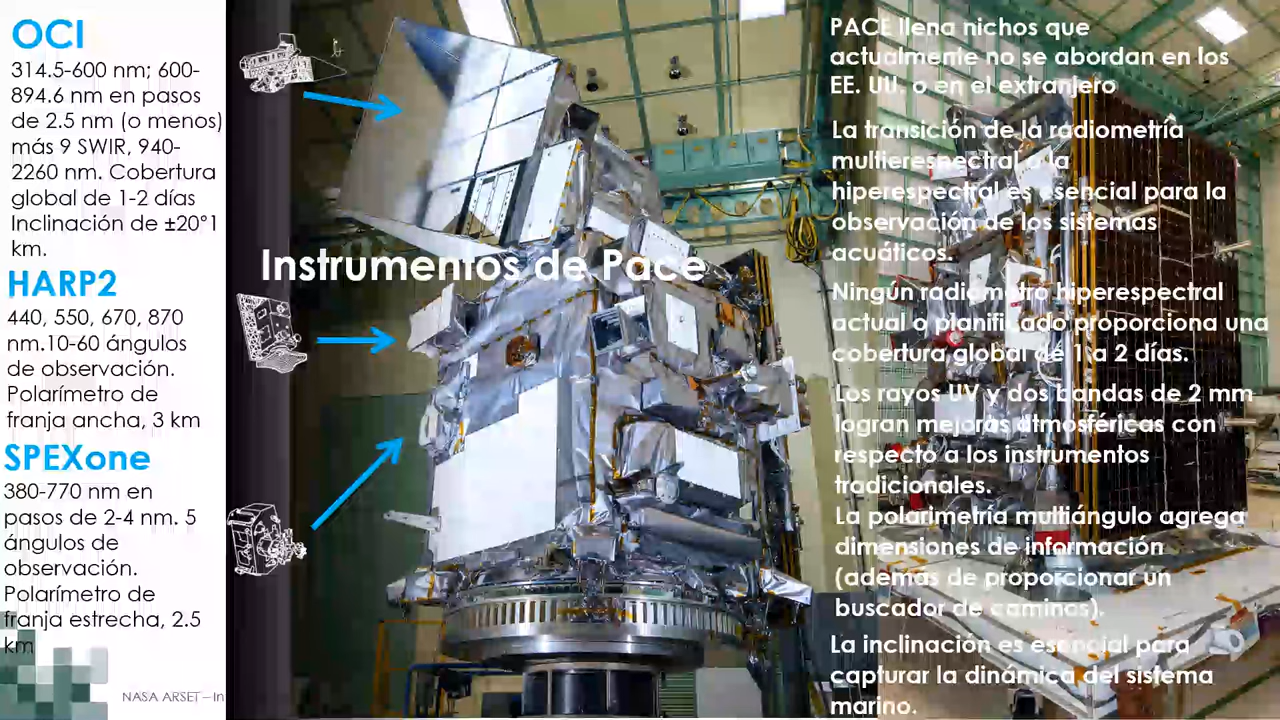 OCI
314.5-600 nm; 600-
894.6 nm en pasos
de 2.5 nm (o menos)
más 9 SWIR, 940-
2260 nm. Cobertura
global de 1-2 días
Inclinación de ±20°1
km.
HARP2
440, 550, 670, 870
nm.10-60 ángulos
de observación.
Polarímetro de
franja ancha, 3 km
SPEXone
380-770 nm en
pasos de 2-4 nm. 5
ángulos de
observación.
Polarímetro de
franja estrecha, 2.5
km
NASA ARSET – In
Instrumentos de Pace
PACE llena nichos que
actualmente no se abordan en los
EE. UU. o en el extranjero
La transición de la radiometría
multierespectral a la
hiperespectral es esencial para la
observación de los sistemas
acuáticos.
Ningún radiómetro hiperespectral
actual o planificado proporciona una
cobertura global de 1 a 2 días.
Los rayos UV y dos bandas de 2 mm
logran mejoras atmosféricas con
respecto a los instrumentos
tradicionales.
La polarimetría multiángulo agrega
dimensiones de información
(además de proporcionar un
buscador de caminos).
La inclinación es esencial para
capturar la dinámica del sistema
marino.